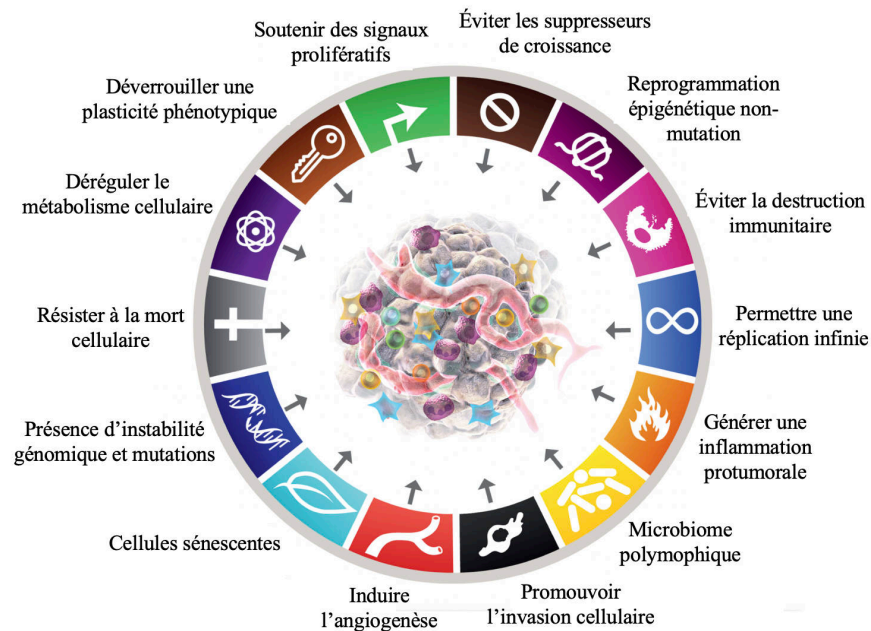 Soutenir des signaux
prolifératifs
Éviter les suppresseurs
de croissance
Reprogrammation
épigénétique non-
mutation
Éviter la destruction
immunitaire
Permettre une
réplication infinie
Générer une
inflammation
protumorale
Microbiome
polymophique
Promouvoir
l’invasion cellulaire
Induire
l’angiogenèse
Cellules sénescentes
Présence d’instabilité
génomique et mutations
Résister à la mort
cellulaire
Déréguler le
métabolisme cellulaire
Déverrouiller une
plasticité phénotypique